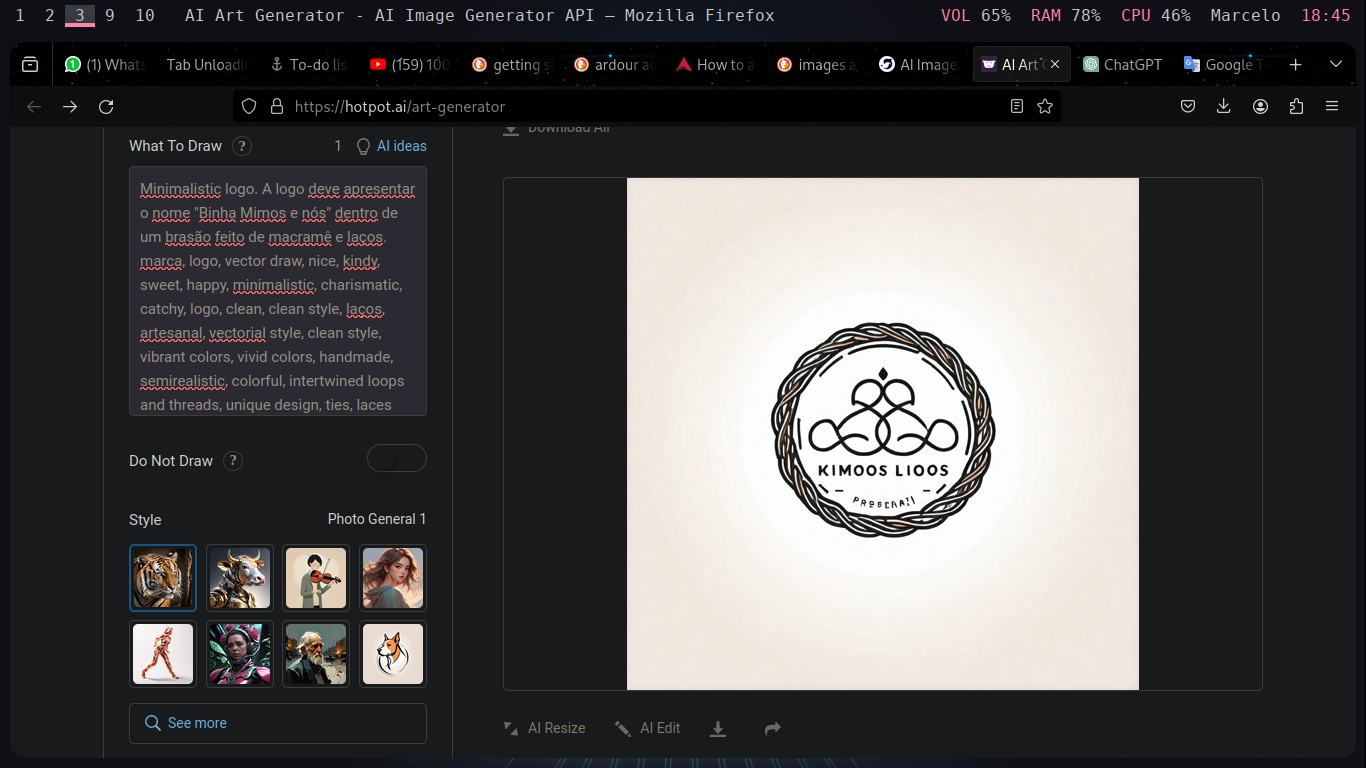 1 2 3 9 10 AI Art Generator - AI Image Generator API — Mozilla Firefox VOL 65% RAM 78% CPU 46% Marcelo 18:45
(1) Whats Tab Unloadi To-do lis (159) 100 getting s ardour a How to a images a AI Image AI Art ChatGPT Google T
https://hotpot.ai/art-generator
What To Draw ? 1 AI ideas
Download All
Minimalistic logo. A logo deve apresentar
o nome "Binha Mimos e nós" dentro de
um brasão feito de macramê e laços.
marca, logo, vector draw, nice, kindy,
sweet, happy, minimalistic, charismatic,
catchy, logo, clean, clean style, laços,
artesanal, vectorial style, clean style,
vibrant colors, vivid colors, handmade,
semirealistic, colorful, intertwined loops
and threads, unique design, ties, laces
KIMOOS LIOOS
Do Not Draw ?
Style Photo General 1
See more
AI Resize AI Edit